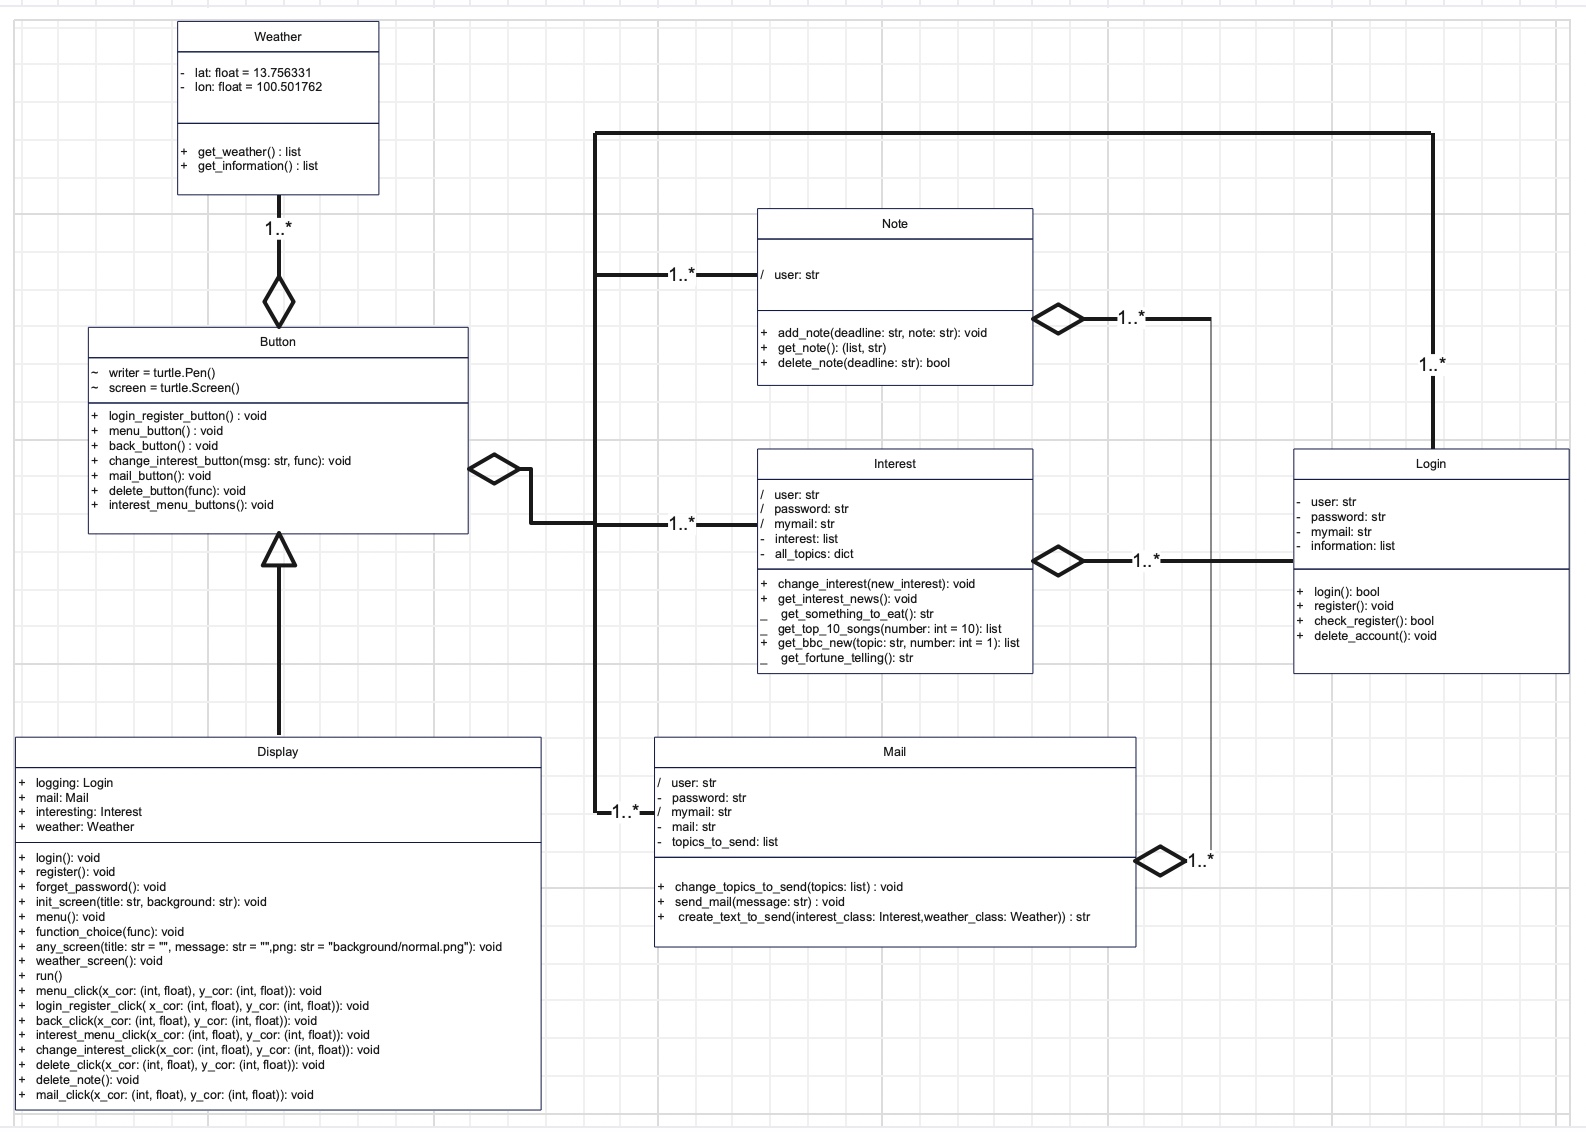 Weather
- lat: float = 13.756331
- lon: float = 100.501762
+ get_weather() : list
+ get_information() : list
1..*
Button
~ writer = turtle.Pen()
~ screen = turtle.Screen()
+ login_register_button() : void
+ menu_button() : void
+ back_button() : void
+ change_interest_button(msg: str, func): void
+ mail_button(): void
+ delete_button(func): void
+ interest_menu_buttons(): void
Note
1..*
/ user: str
+ add_note(deadline: str, note: str): void
+ get_note(): (list, str)
+ delete_note(deadline: str): bool
1..*
1..*
Interest
1..*
/ user: str
/ password: str
/ mymail: str
- interest: list
- all_topics: dict
+ change_interest(new_interest): void
+ get_interest_news(): void
_ get_something_to_eat(): str
_ get_top_10_songs(number: int = 10): list
+ get_bbc_new(topic: str, number: int = 1): list
_ get_fortune_telling(): str
1..*
Login
- user: str
- password: str
- mymail: str
- information: list
+ login(): bool
+ register(): void
+ check_register(): bool
+ delete_account(): void
Display
+ logging: Login
+ mail: Mail
+ interesting: Interest
+ weather: Weather
+ login(): void
+ register(): void
+ forget_password(): void
+ init_screen(title: str, background: str): void
+ menu(): void
+ function_choice(func): void
+ any_screen(title: str = "", message: str = "",png: str = "background/normal.png"): void
+ weather_screen(): void
+ run()
+ menu_click(x_cor: (int, float), y_cor: (int, float)): void
+ login_register_click( x_cor: (int, float), y_cor: (int, float)): void
+ back_click(x_cor: (int, float), y_cor: (int, float)): void
+ interest_menu_click(x_cor: (int, float), y_cor: (int, float)): void
+ change_interest_click(x_cor: (int, float), y_cor: (int, float)): void
+ delete_click(x_cor: (int, float), y_cor: (int, float)): void
+ delete_note(): void
+ mail_click(x_cor: (int, float), y_cor: (int, float)): void
Mail
1..*
/ user: str
- password: str
/ mymail: str
- mail: str
- topics_to_send: list
+ change_topics_to_send(topics: list) : void
+ send_mail(message: str) : void
+ create_text_to_send(interest_class: Interest,weather_class: Weather)) : str
1..*